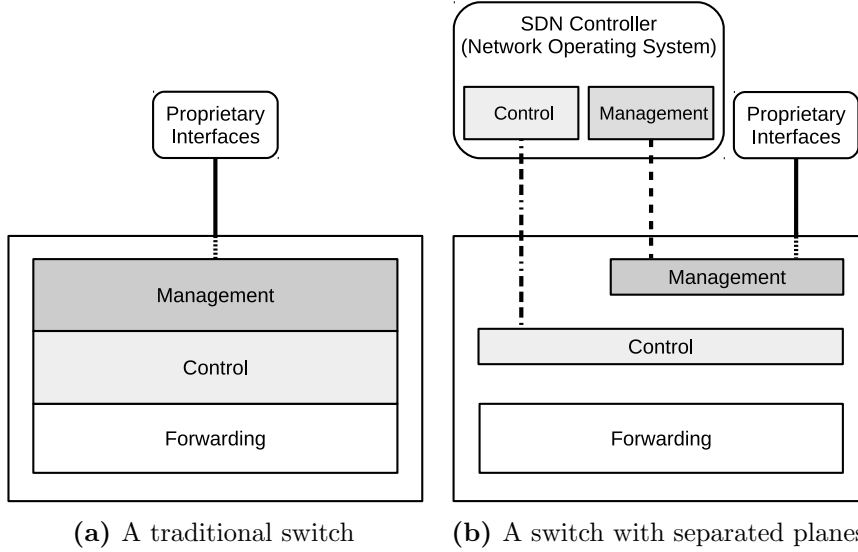 Proprietary
Interfaces
Management
Control
Forwarding
(a) A traditional switch
SDN Controller
(Network Operating System)
Control
Management
Proprietary
Interfaces
Management
Control
Forwarding
(b) A switch with separated planes